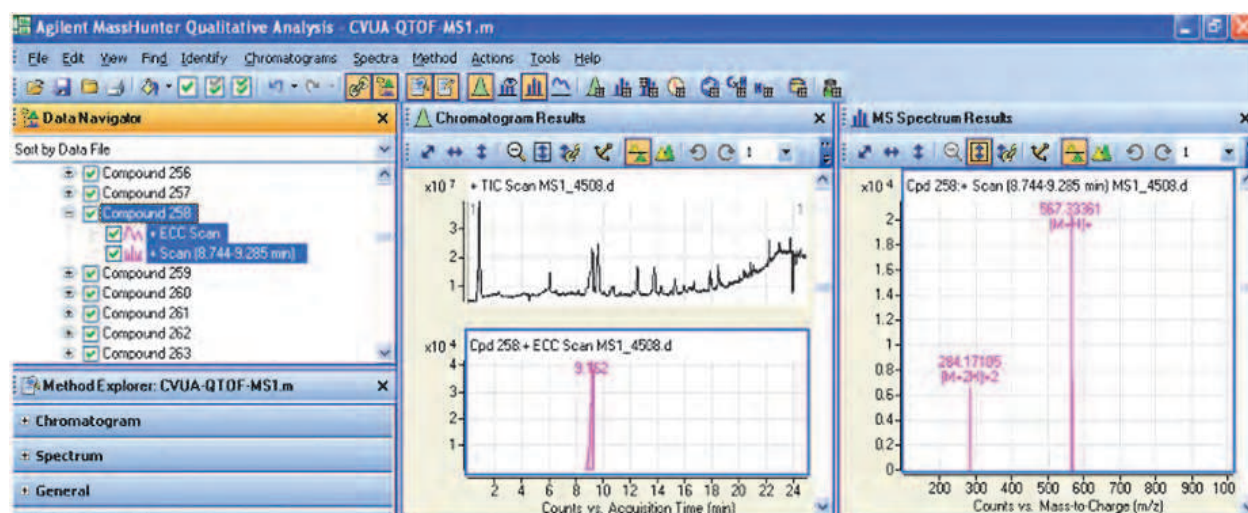 Agilent MassHunter Qualitative Analysis - CVUA-QTOF-MS1.m
File Edit View Find Identify Chromatograms Spectra Method Actions Tools Help
Data Navigator
Sort by Data File
Compound 256
Compound 257
Compound 258
+ ECC Scan
+ Scan (8.744-9.285 min)
Compound 259
Compound 260
Compound 261
Compound 262
Compound 263
Method Explorer: CVUA-QTOF-MS1.m
+ Chromatogram
+ Spectrum
+ General
Chromatogram Results
1
x10 7 + TIC Scan MS1_4508.d
1 1
3
2
1
x10 4 Cpd 258:+ ECC Scan MS1_4508.d
9.162
4
3
2
1
2 4 6 8 10 12 14 16 18 20 22 24
Counts vs. Acquisition Time (min)
MS Spectrum Results
1
x10 4 Cpd 258:+ Scan (8.744-9.285 min) MS1_4508.d
567.33361
(M+H)+
2
1.8
1.6
1.4
1.2
1
284.17105
(M+2H)+2
0.8
0.6
0.4
0.2
0
200 300 400 500 600 700 800 900 100
Counts vs. Mass-to-Charge (m/z)